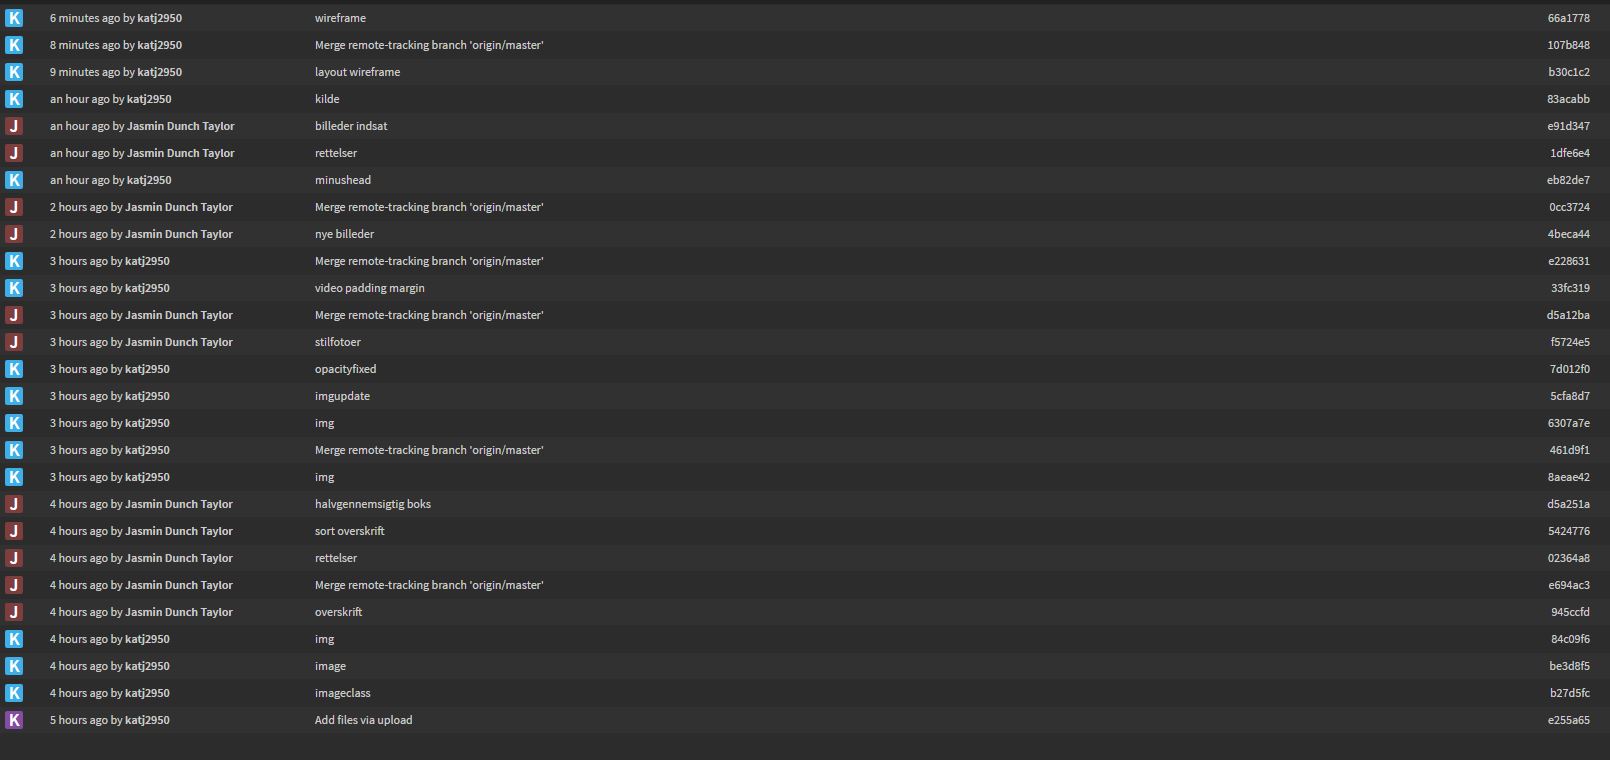 K 6 minutes ago by katj2950 wireframe 66a1778
K 8 minutes ago by katj2950 Merge remote-tracking branch 'origin/master' 107b848
K 9 minutes ago by katj2950 layout wireframe b30c1c2
K an hour ago by katj2950 kilde 83acabb
J an hour ago by Jasmin Dunch Taylor billeder indsat e91d347
J an hour ago by Jasmin Dunch Taylor rettelser 1dfe6e4
K an hour ago by katj2950 minushead eb82de7
J 2 hours ago by Jasmin Dunch Taylor Merge remote-tracking branch 'origin/master' 0cc3724
J 2 hours ago by Jasmin Dunch Taylor nye billeder 4beca44
K 3 hours ago by katj2950 Merge remote-tracking branch 'origin/master' e228631
K 3 hours ago by katj2950 video padding margin 33fc319
J 3 hours ago by Jasmin Dunch Taylor Merge remote-tracking branch 'origin/master' d5a12ba
J 3 hours ago by Jasmin Dunch Taylor stilfotoer f5724e5
K 3 hours ago by katj2950 opacityfixed 7d012f0
K 3 hours ago by katj2950 imgupdate 5cfa8d7
K 3 hours ago by katj2950 img 6307a7e
K 3 hours ago by katj2950 Merge remote-tracking branch 'origin/master' 461d9f1
K 3 hours ago by katj2950 img 8aeae42
J 4 hours ago by Jasmin Dunch Taylor halvgennemsigtig boks d5a251a
J 4 hours ago by Jasmin Dunch Taylor sort overskrift 5424776
J 4 hours ago by Jasmin Dunch Taylor rettelser 02364a8
J 4 hours ago by Jasmin Dunch Taylor Merge remote-tracking branch 'origin/master' e694ac3
J 4 hours ago by Jasmin Dunch Taylor overskrift 945ccfd
K 4 hours ago by katj2950 img 84c09f6
K 4 hours ago by katj2950 image be3d8f5
K 4 hours ago by katj2950 imageclass b27d5fc
K 5 hours ago by katj2950 Add files via upload e255a65